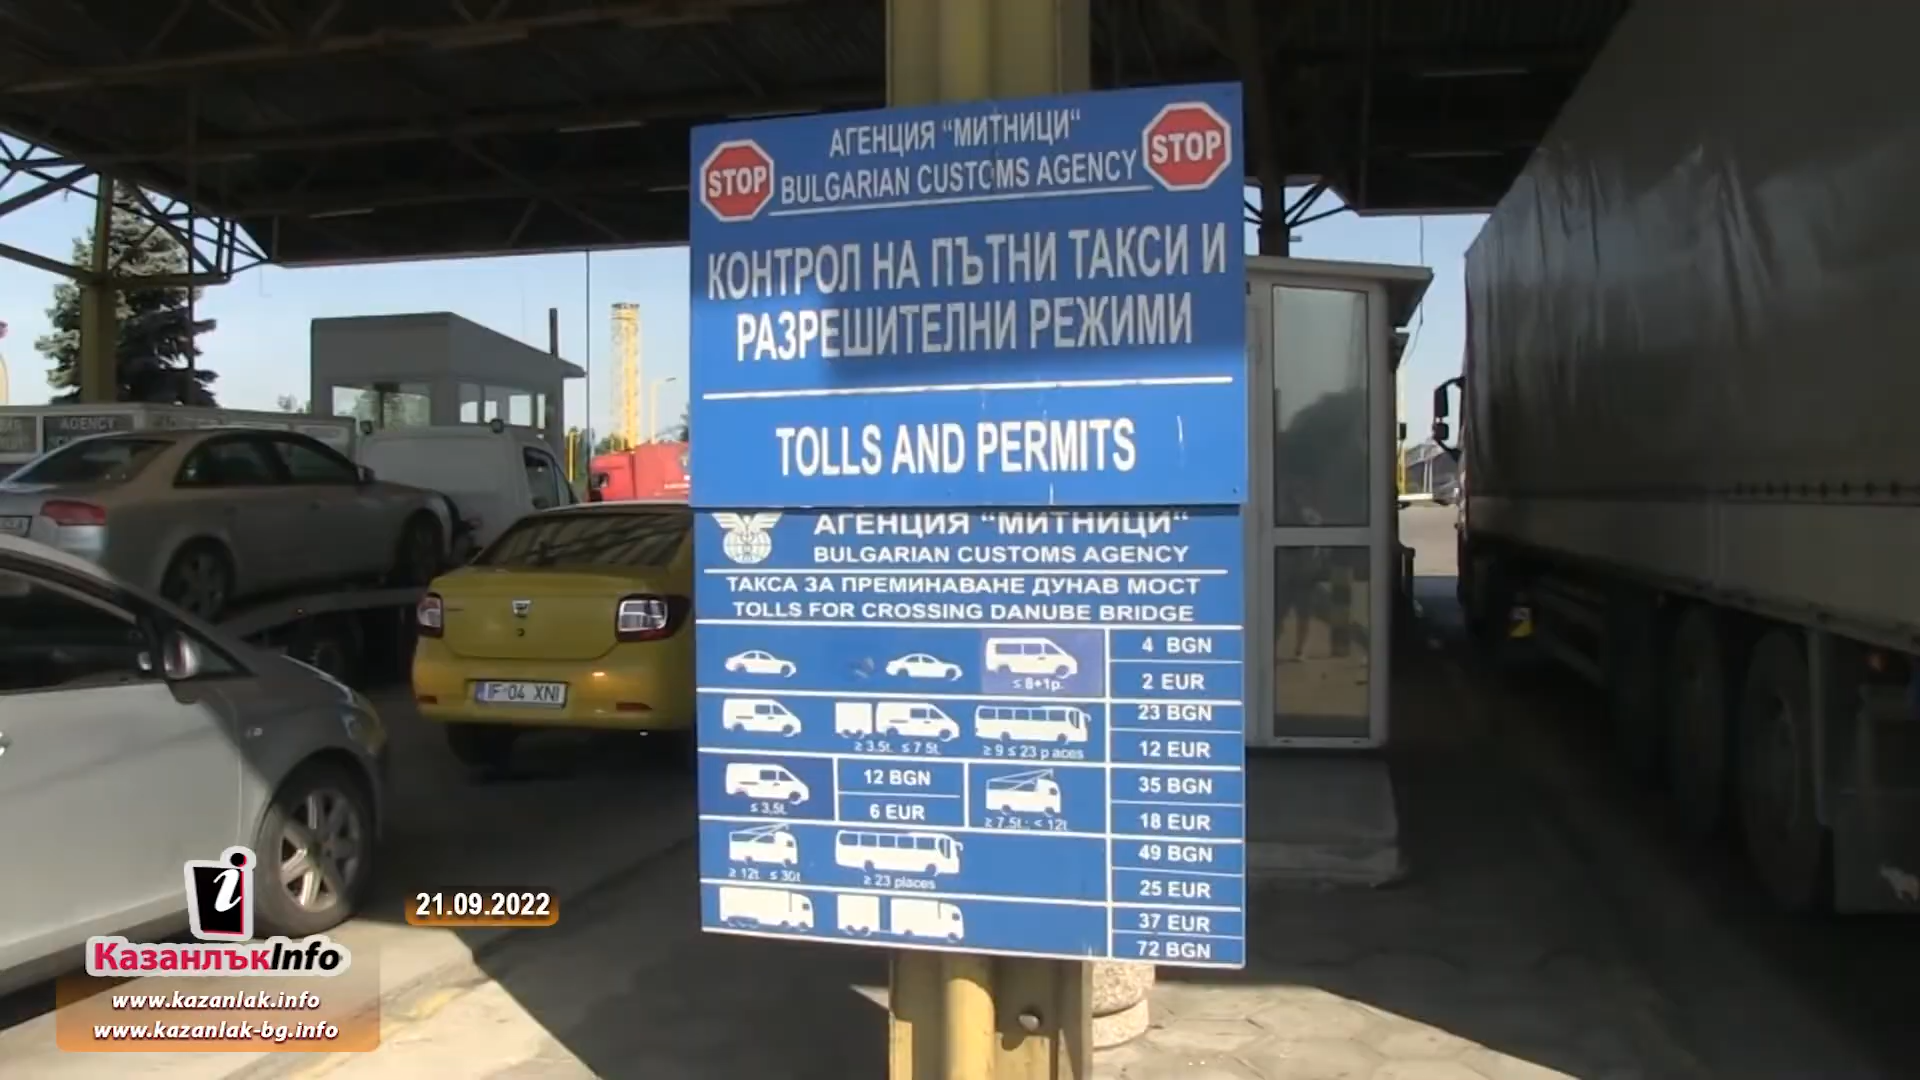 АГЕНЦИЯ “МИТНИЦИ“
STOP
STOP
BULGARIAN CUSTOMS AGENCY
КОНТРОЛ НА ПЪТНИ ТАКСИ И
РАЗРЕШИТЕЛНИ РЕЖИМИ
TOLLS AND PERMITS
АГЕНЦИЯ “МИТНИЦИ“
BULGARIAN CUSTOMS AGENCY
ТАКСА ЗА ПРЕМИНАВАНЕ ДУНАВ МОСТ
TOLLS FOR CROSSING DANUBE BRIDGE
≤ 8+1p.
4 BGN
2 EUR
≥ 3,5t. ≤ 7 5t.
≥ 9 ≤ 23 p aces
23 BGN
12 EUR
≤ 3,5t.
12 BGN
6 EUR
≥ 7,5t.; < 12t
35 BGN
18 EUR
≥ 12t ≤ 30t
≥ 23 places
49 BGN
25 EUR
37 EUR
72 BGN
AGENCY
IF 04 XNI
21.09.2022
i
КазанлъкInfo
www.kazanlak.info
www.kazanlak-bg.info